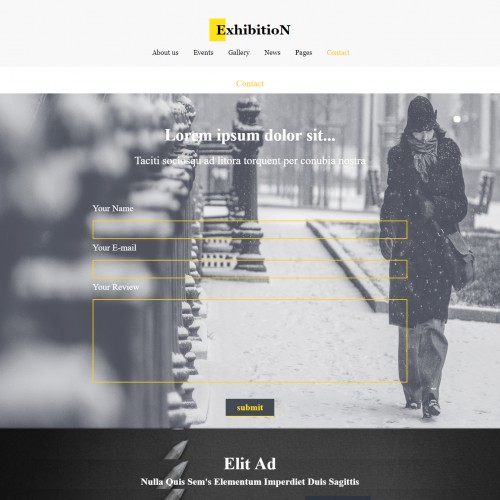 ExhibitioN
About us Events Gallery News Pages Contact
Contact
Lorem ipsum dolor sit...
Taciti sociosqu ad litora torquent per conubia nostra
Your Name
Your E-mail
Your Review
submit
Elit Ad
Nulla Quis Sem's Elementum Imperdiet Duis Sagittis